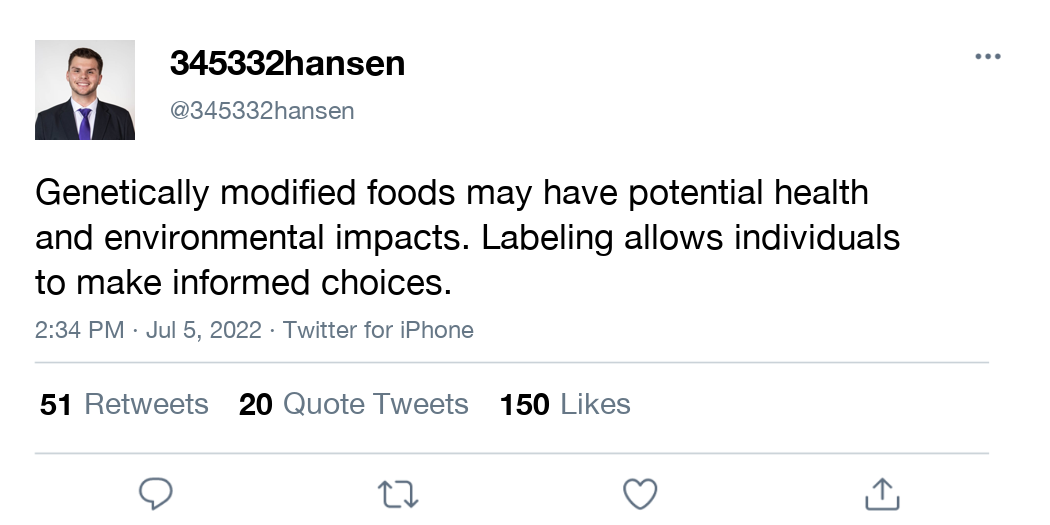 345332hansen
@345332hansen
Genetically modified foods may have potential health
and environmental impacts. Labeling allows individuals
to make informed choices.
2:34 PM · Jul 5, 2022 · Twitter for iPhone
51 Retweets 20 Quote Tweets 150 Likes